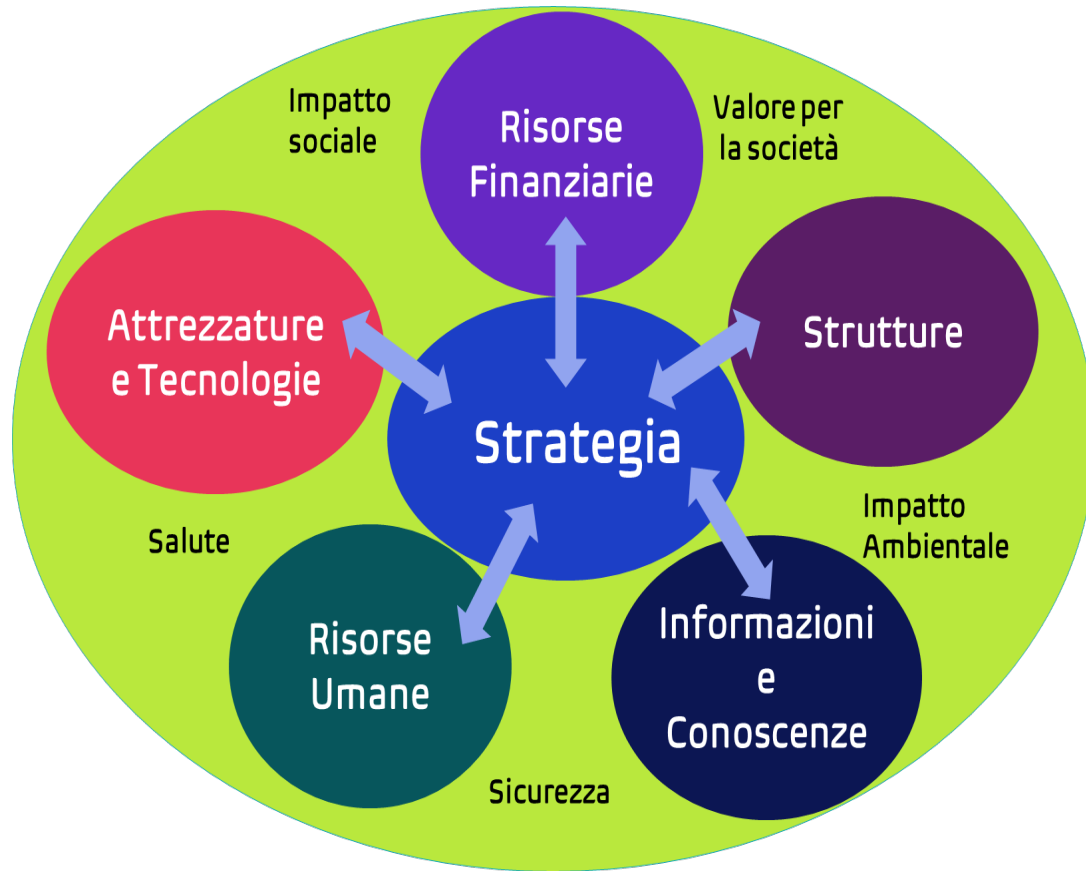 Impatto
sociale
Risorse
Finanziarie
Valore per
la società
Attrezzature
e Tecnologie
Strutture
Strategia
Salute
Impatto
Ambientale
Risorse
Umane
Informazioni
e
Conoscenze
Sicurezza